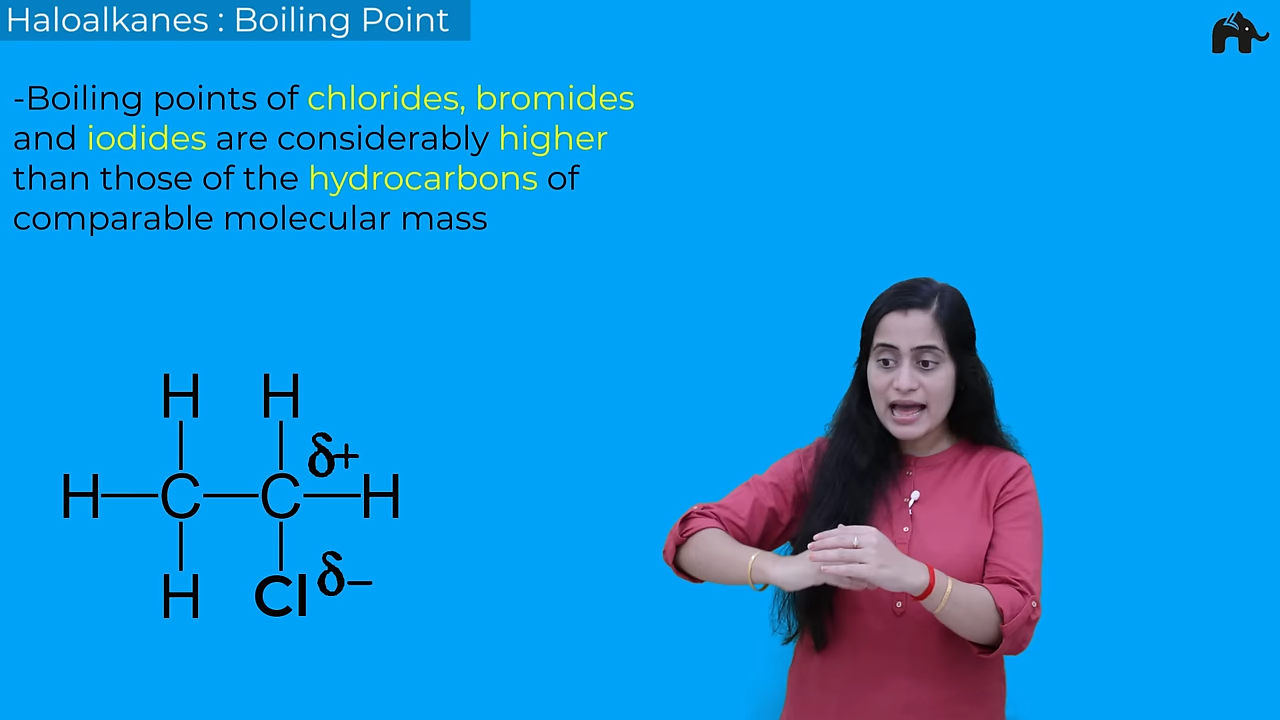 Haloalkanes : Boiling Point
-Boiling points of chlorides, bromides
and iodides are considerably higher
than those of the hydrocarbons of
comparable molecular mass
H H
δ+
H—C—C—H
H Cl δ−